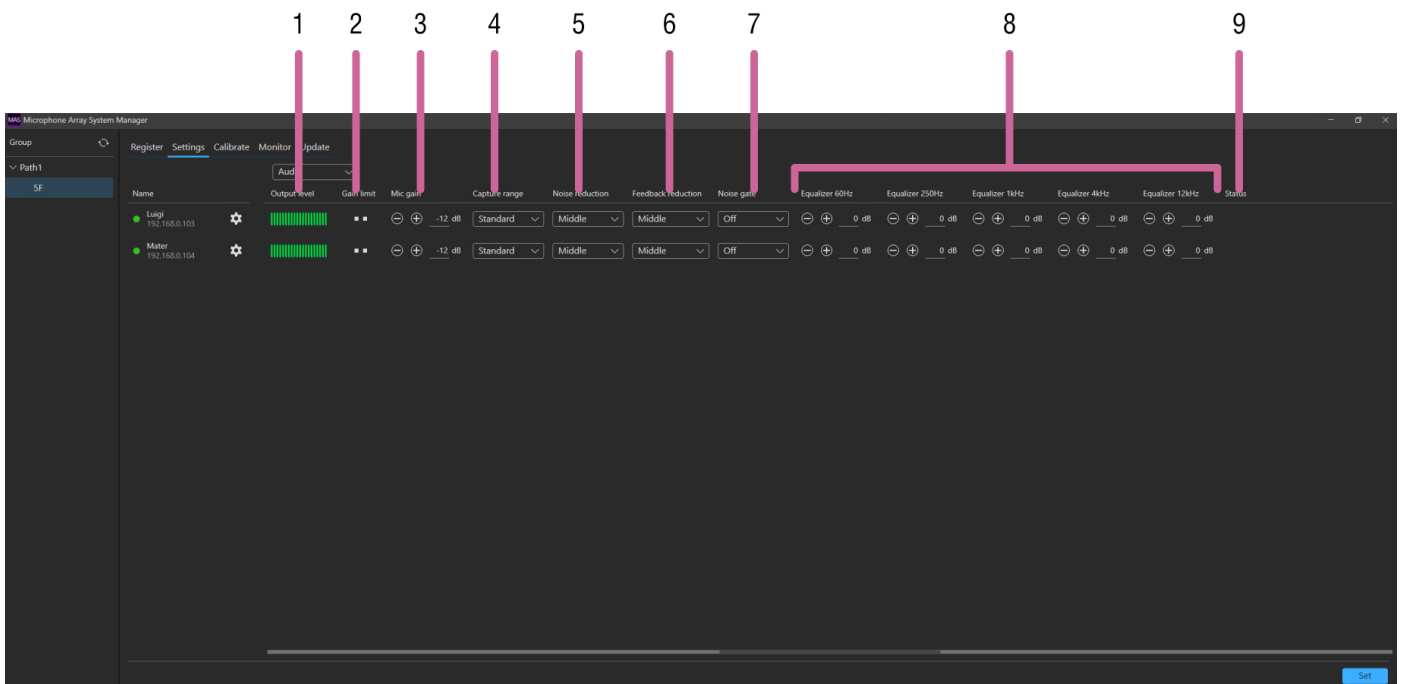 1 2 3 4 5 6 7 8 9
MAS Microphone Array System Manager
Group
Register Settings Calibrate Monitor Update
Path1
5F
Name Output level Gain limit Mic gain Capture range Noise reduction Feedback reduction Noise gate Equalizer 60Hz Equalizer 250Hz Equalizer 1kHz Equalizer 4kHz Equalizer 12kHz Status
Luigi
192.168.0.103
-12 dB Standard Middle Middle Off 0 dB 0 dB 0 dB 0 dB 0 dB
Mater
192.168.0.104
-12 dB Standard Middle Middle Off 0 dB 0 dB 0 dB 0 dB 0 dB
Set